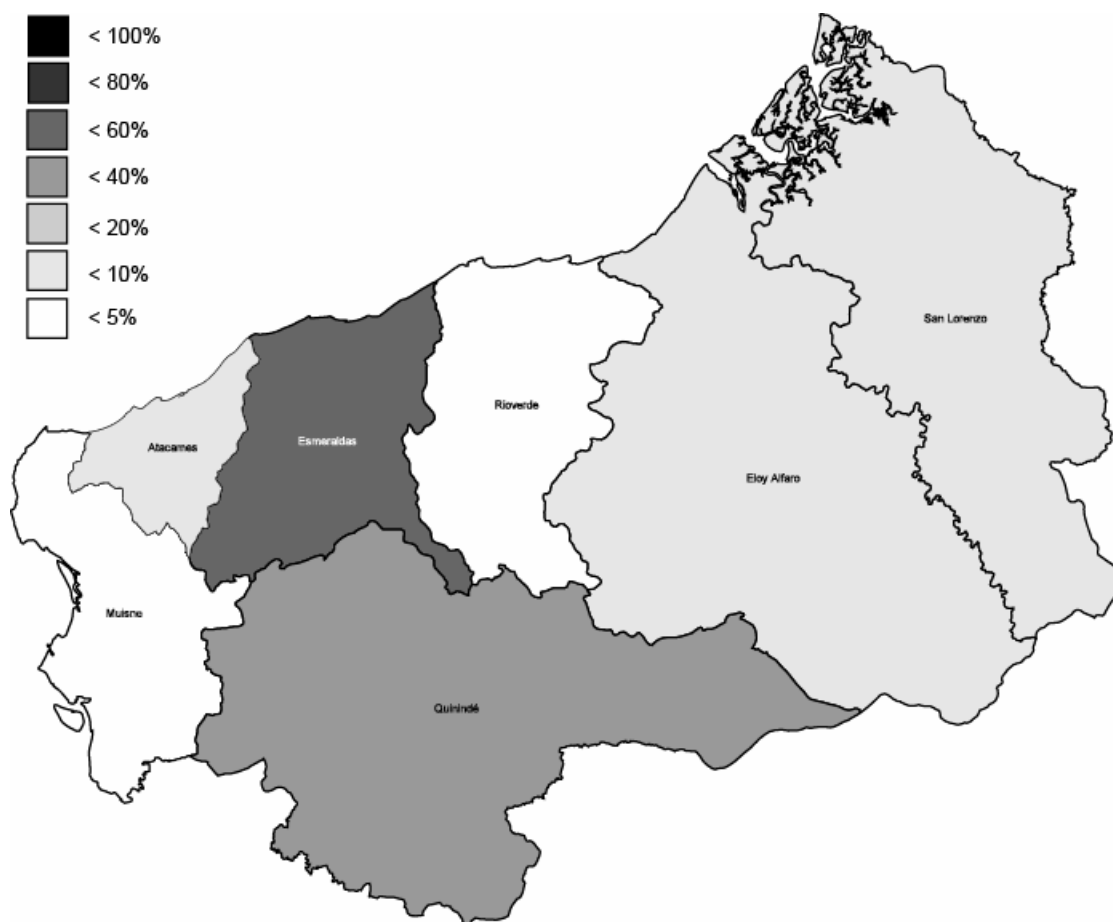 < 100%
< 80%
< 60%
< 40%
< 20%
< 10%
< 5%
San Lorenzo
Rioverde
Atacames
Esmeraldas
Eloy Alfaro
Muisne
Quinindé